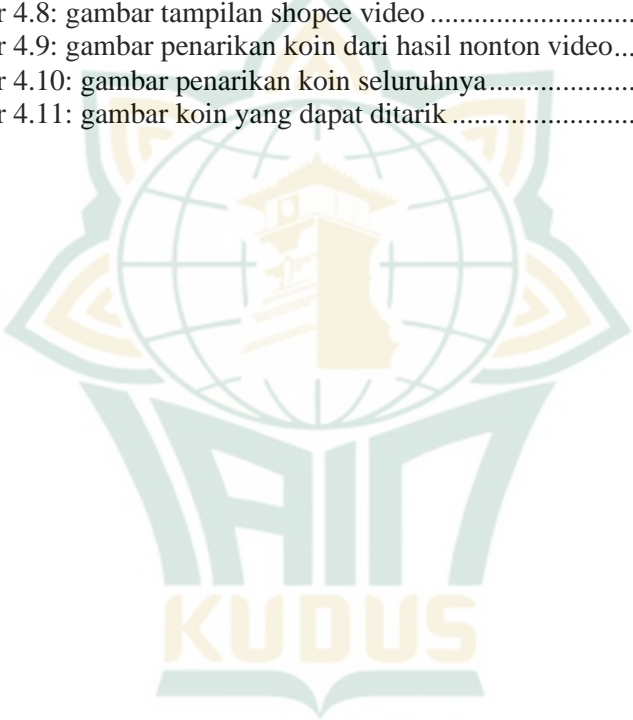 r 4.8: gambar tampilan shopee video ..............................
r 4.9: gambar penarikan koin dari hasil nonton video...
r 4.10: gambar penarikan koin seluruhnya.....................
r 4.11: gambar koin yang dapat ditarik ...........................
IAIN
KUDUS